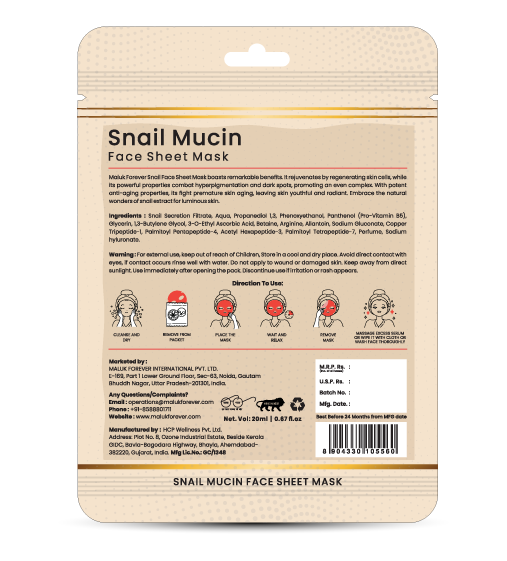 Snail Mucin
Face Sheet Mask
Maluk Forever Snail Face Sheet Mask boasts remarkable benefits. It rejuvenates by regenerating skin cells, while
its powerful properties combat hyperpigmentation and dark spots, promoting an even complex. With potent
anti-aging properties, its fight premature skin aging, leaving skin youthful and radiant. Embrace the natural
wonders of snail extract for luminous skin.
Ingredients : Snail Secretion Filtrate, Aqua, Propanediol 1,3, Phenoxyethanol, Panthenol (Pro-Vitamin B5),
Glycerin, 1,3-Butylene Glycol, 3-O-Ethyl Ascorbic Acid, Betaine, Arginine, Allantoin, Sodium Gluconate, Copper
Tripeptide-1, Palmitoyl Pentapeptide-4, Acetyl Hexapeptide-3, Palmitoyl Tetrapeptide-7, Perfume, Sodium
hyluronate.
Warning : For external use, keep out of reach of Children, Store in a cool and dry place. Avoid direct contact with
eyes, if contact occurs rinse well with water. Do not apply to wound or damaged skin. Keep away from direct
sunlight. Use immediately after opening the pack. Discontinue use if irritation or rash appears.
Direction To Use:
CLEANSE AND
DRY
REMOVE FROM
PACKET
PLACE THE
MASK
WAIT AND
RELAX
REMOVE
MASK
MASSAGE EXCESS SERUM
OR WIPE IT WITH CLOTH OR
WASH FACE THOROUGHLY
Marketed by :
MALUK FOREVER INTERNATIONAL PVT. LTD.
L-169, Part 1 Lower Ground Floor, Sec-63, Noida, Gautam
Bhuddh Nagar, Uttar Pradesh-201301, India.
Any Questions/Complaints?
Email : operations@malukforever.com
Phone : +91-8588801711
Website : www.malukforever.com
Net. Vol: 20ml | 0.67 fl.oz
Manufactured by : HCP Wellness Pvt. Ltd.
Address: Plot No. 8, Ozone Industrial Estate, Beside Kerala
GIDC, Bavla-Bagodara Highway, Bhayla, Ahemdabad-
382220, Gujarat, India. Mfg Lic.No.: GC/1348
M.R.P. Rs. :
U.S.P. Rs. :
Batch No. :
Mfg. Date. :
Best Before 24 Months from MFG date
8 904330 105560
SNAIL MUCIN FACE SHEET MASK